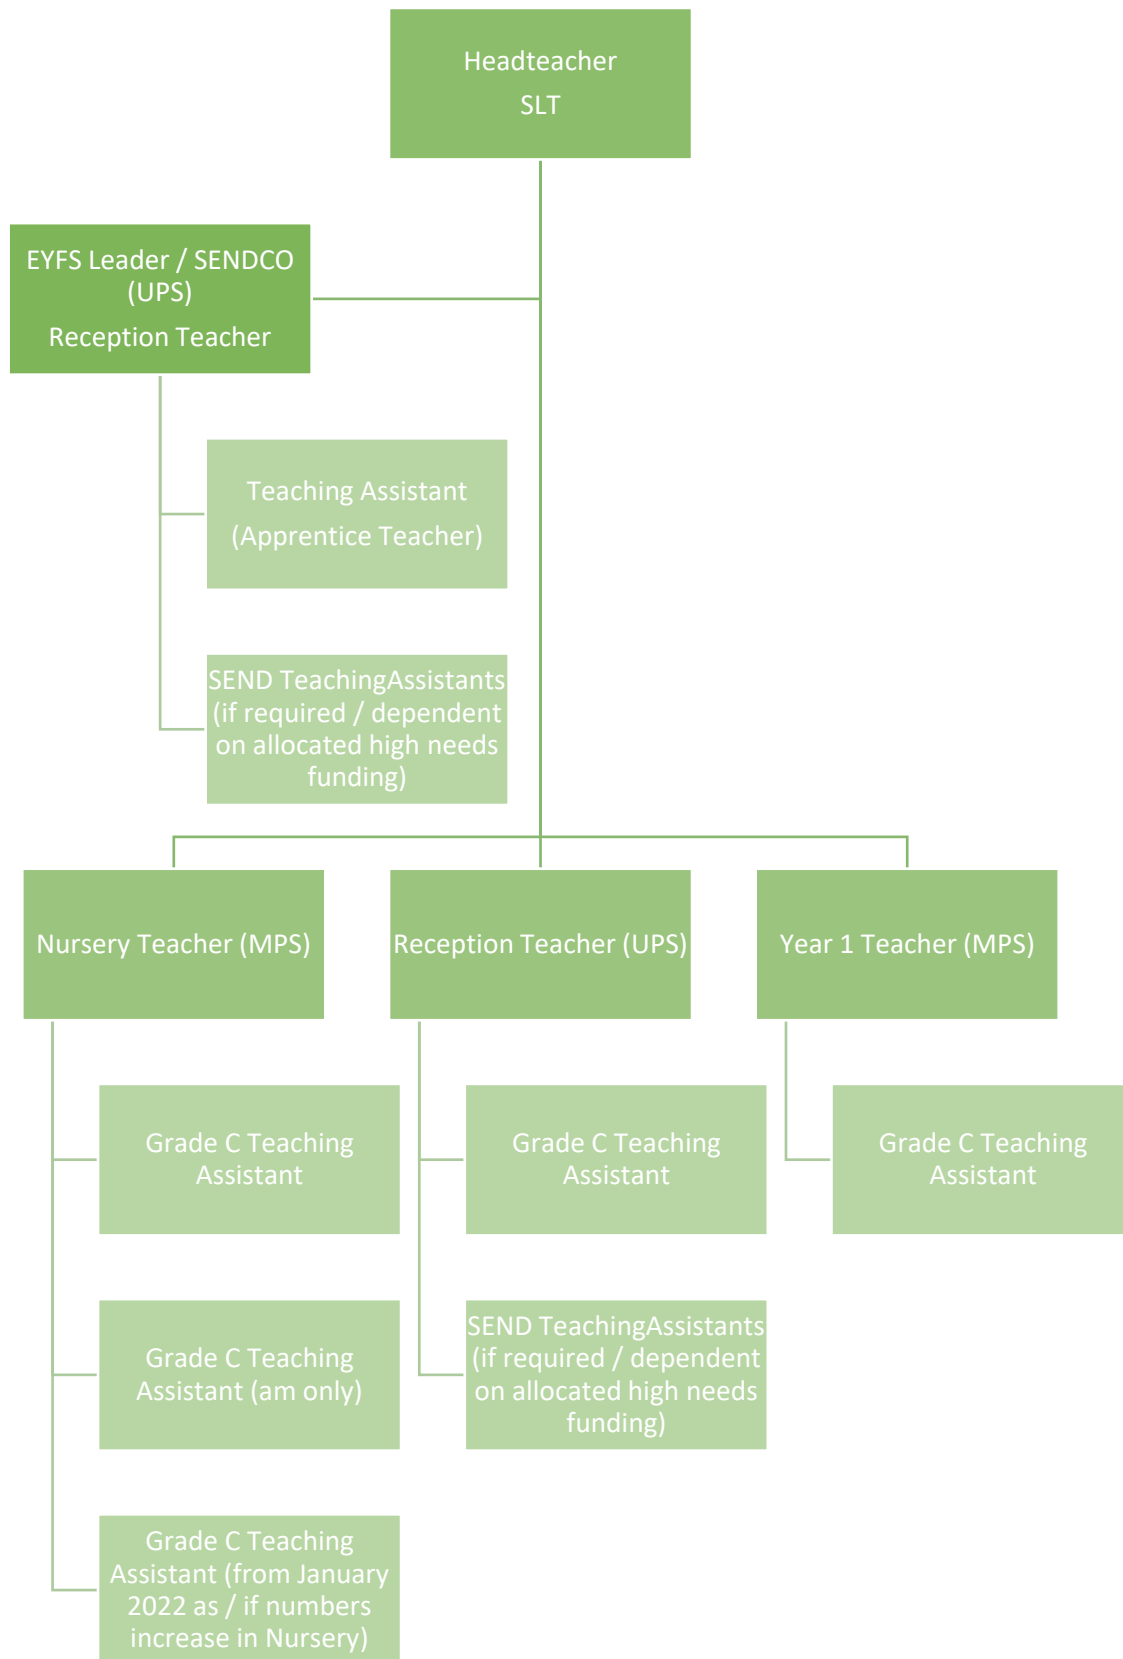 Headteacher
SLT
EYFS Leader / SENDCO
(UPS)
Reception Teacher
Teaching Assistant
(Apprentice Teacher)
SEND TeachingAssistants
(if required / dependent
on allocated high needs
funding)
Nursery Teacher (MPS)
Reception Teacher (UPS)
Year 1 Teacher (MPS)
Grade C Teaching
Assistant
Grade C Teaching
Assistant
Grade C Teaching
Assistant
Grade C Teaching
Assistant (am only)
SEND TeachingAssistants
(if required / dependent
on allocated high needs
funding)
Grade C Teaching
Assistant (from January
2022 as / if numbers
increase in Nursery)